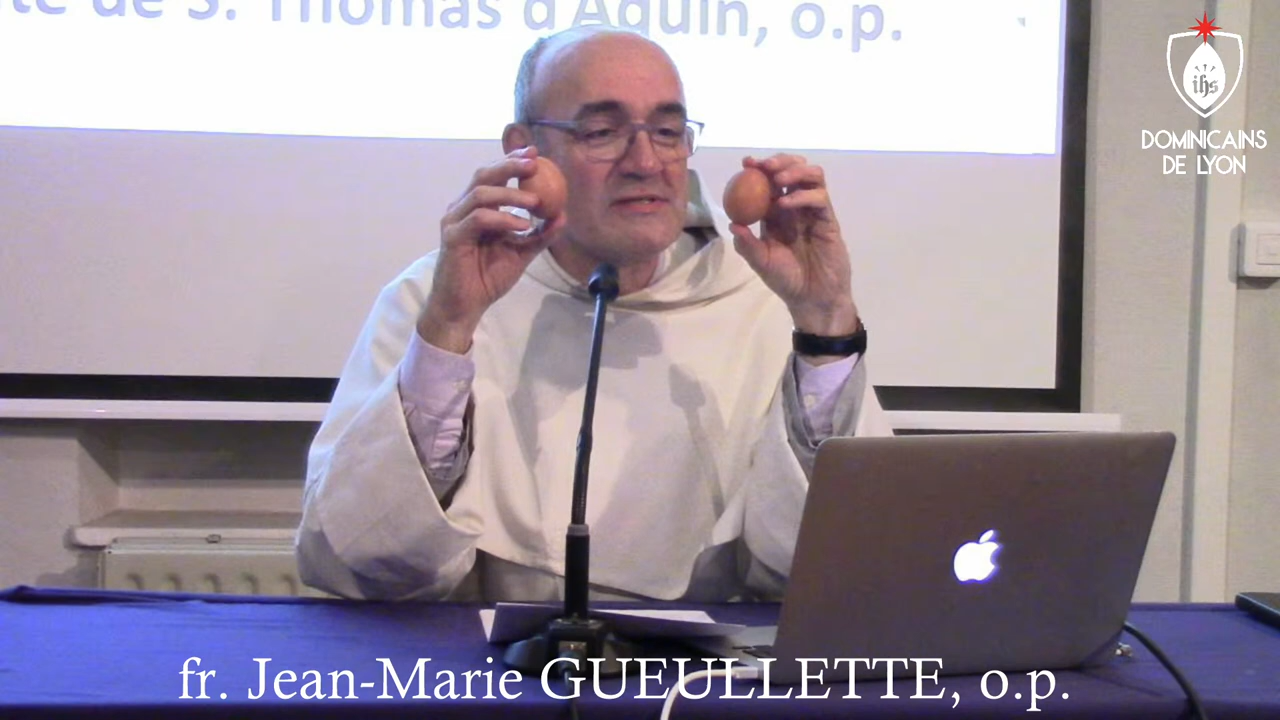 de S. Thomas d'Aquin, o.p.
ihs
DOMINICAINS
DE LYON
fr. Jean-Marie GUEULLETTE, o.p.